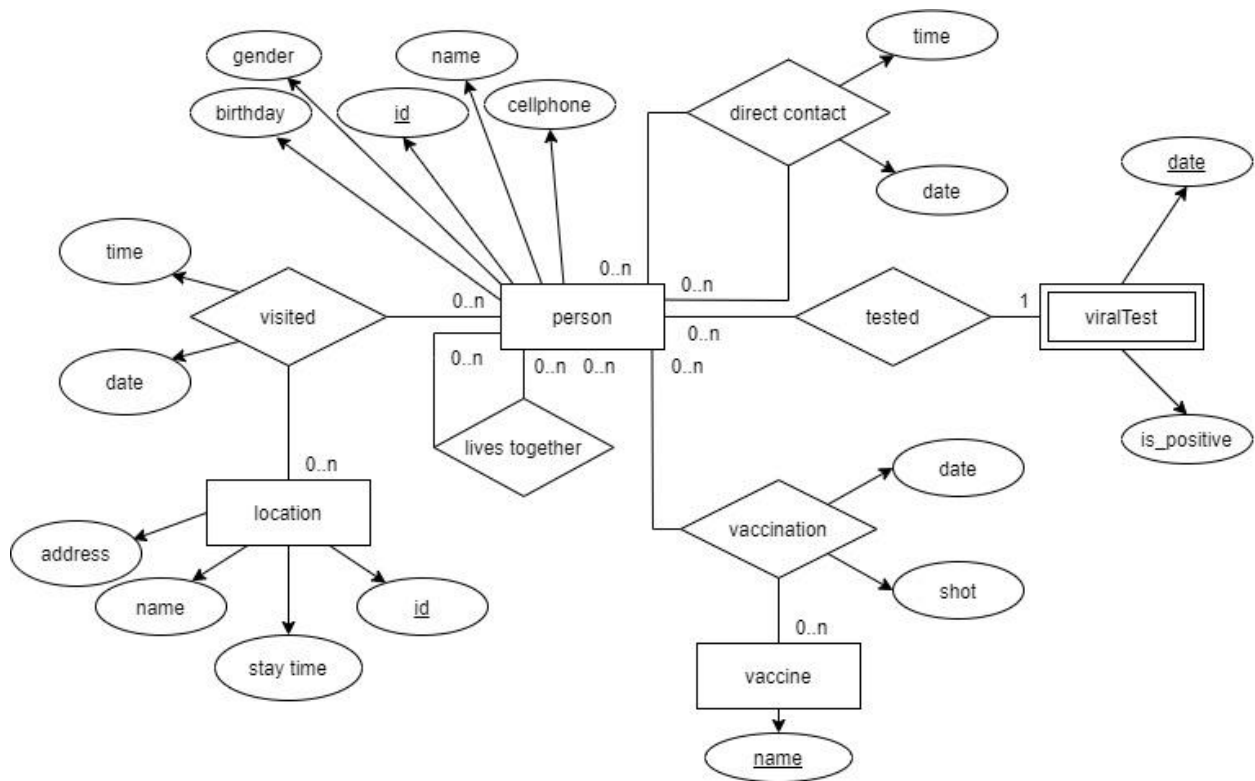 gender
name
time
birthday
id
cellphone
direct contact
date
date
time
0..n
0..n
0..n
visited
person
0..n
tested
1
viralTest
date
0..n
0..n
0..n
0..n
lives together
is_positive
0..n
date
location
vaccination
address
name
id
shot
stay time
0..n
vaccine
name